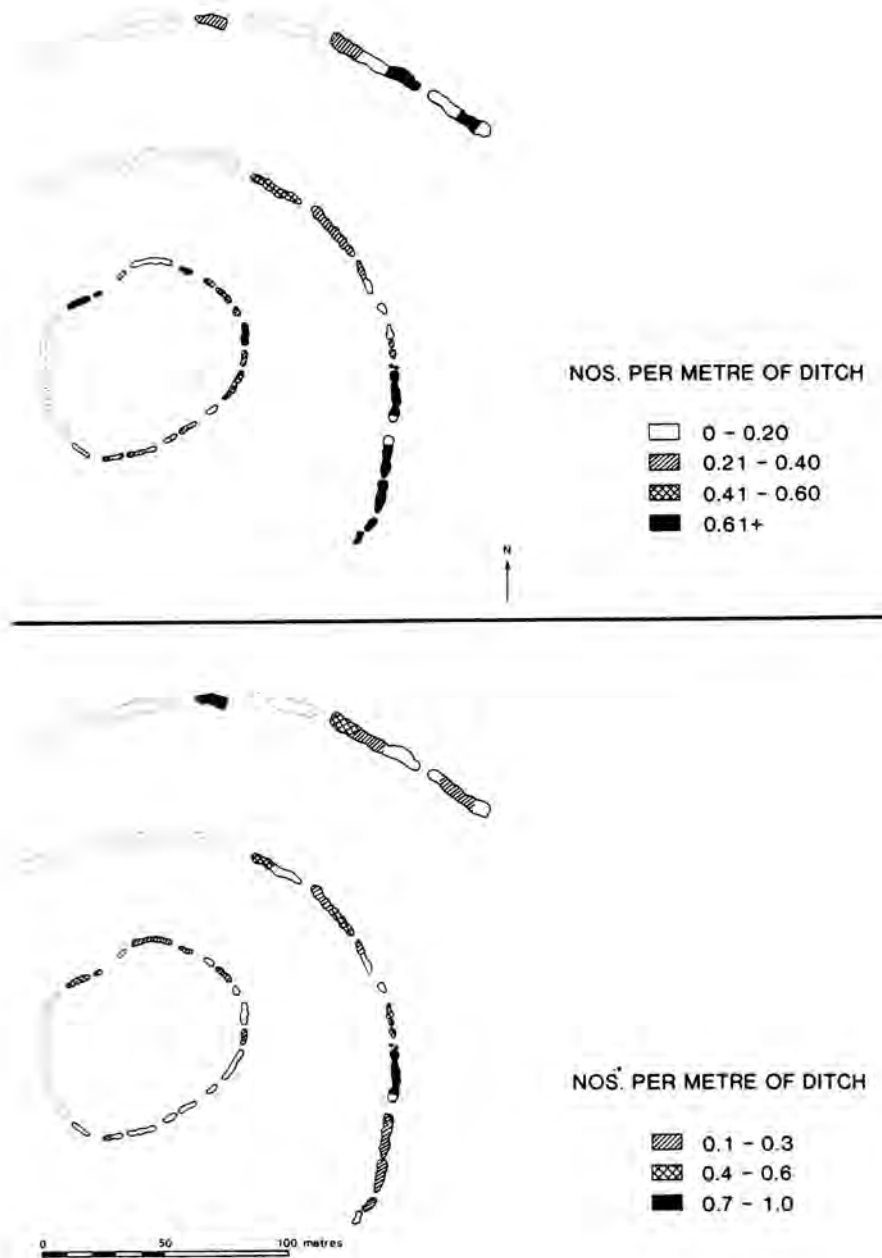 NOS. PER METRE OF DITCH
0 - 0.20
0.21 - 0.40
0.41 - 0.60
0.61+
N
NOS. PER METRE OF DITCH
0.1 - 0.3
0.4 - 0.6
0.7 - 1.0
0 50 100 metres